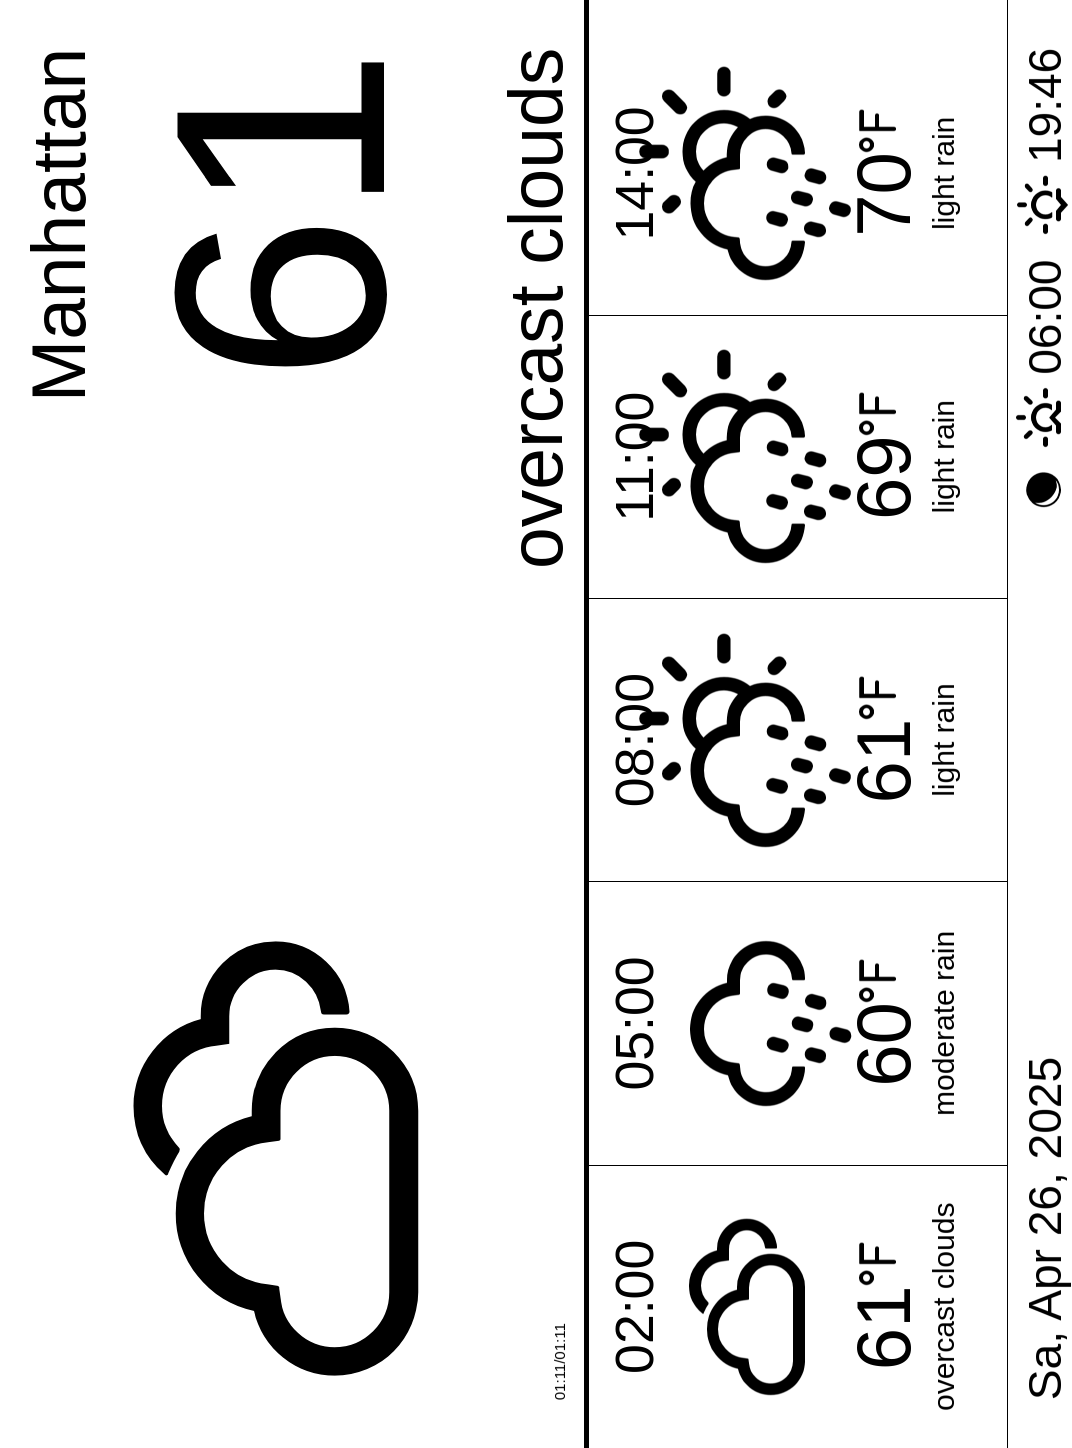 Manhattan
61
overcast clouds
01:11/01:11
02:00 05:00 08:00 11:00 14:00
61°F 60°F 61°F 69°F 70°F
overcast clouds moderate rain light rain light rain light rain
Sa, Apr 26, 2025 06:00 19:46